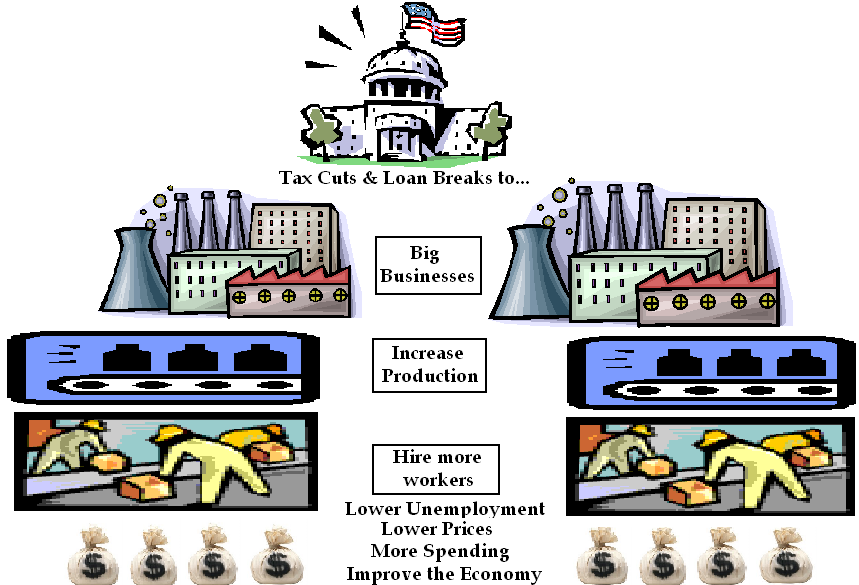 Tax Cuts & Loan Breaks to...
Big
Businesses
Increase
Production
Hire more
workers
Lower Unemployment
Lower Prices
More Spending
Improve the Economy
$ $ $ $ $ $ $ $